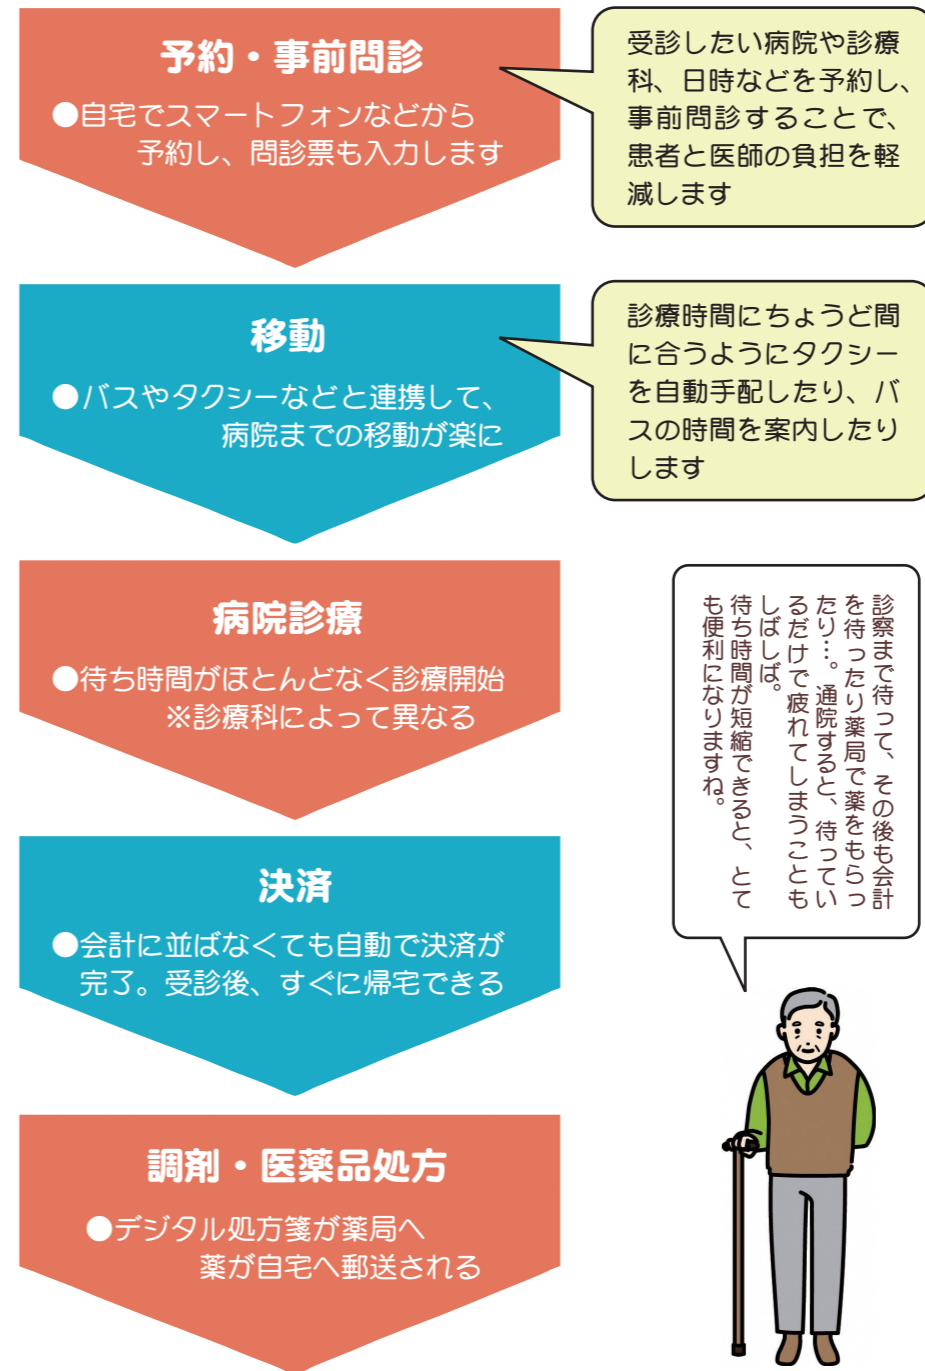 予約・事前問診
●自宅でスマートフォンなどから
予約し、問診票も入力します
受診したい病院や診療
科、日時などを予約し、
事前問診することで、
患者と医師の負担を軽
減します
移動
●バスやタクシーなどと連携して、
病院までの移動が楽に
診療時間にちょうど間
に合うようにタクシー
を自動手配したり、バ
スの時間を案内したり
します
病院診療
●待ち時間がほとんどなく診療開始
※診療科によって異なる
診察まで待って、その後も会計
を待ったり薬局で薬をもらっ
たり…。通院すると、待ってい
るだけで疲れてしまうことも
しばしば。
待ち時間が短縮できると、とて
も便利になりますね。
決済
●会計に並ばなくても自動で決済が
完了。受診後、すぐに帰宅できる
調剤・医薬品処方
●デジタル処方箋が薬局へ
薬が自宅へ郵送される